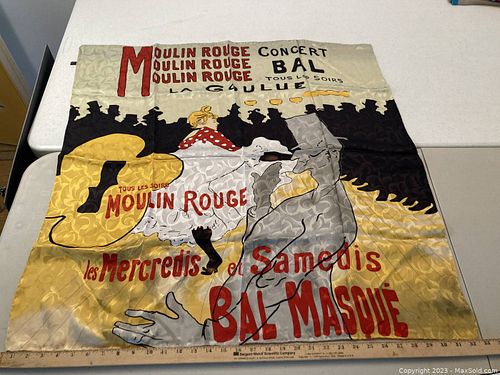 MOULIN ROUGE CONCERT
MOULIN ROUGE BAL
MOULIN ROUGE TOUS LES SOIRS
LA GOULUE
TOUS LES SOIRS
MOULIN ROUGE
les Mercredis et Samedis
BAL MASQUÉ
Copyright 2023 - MaxSold.com